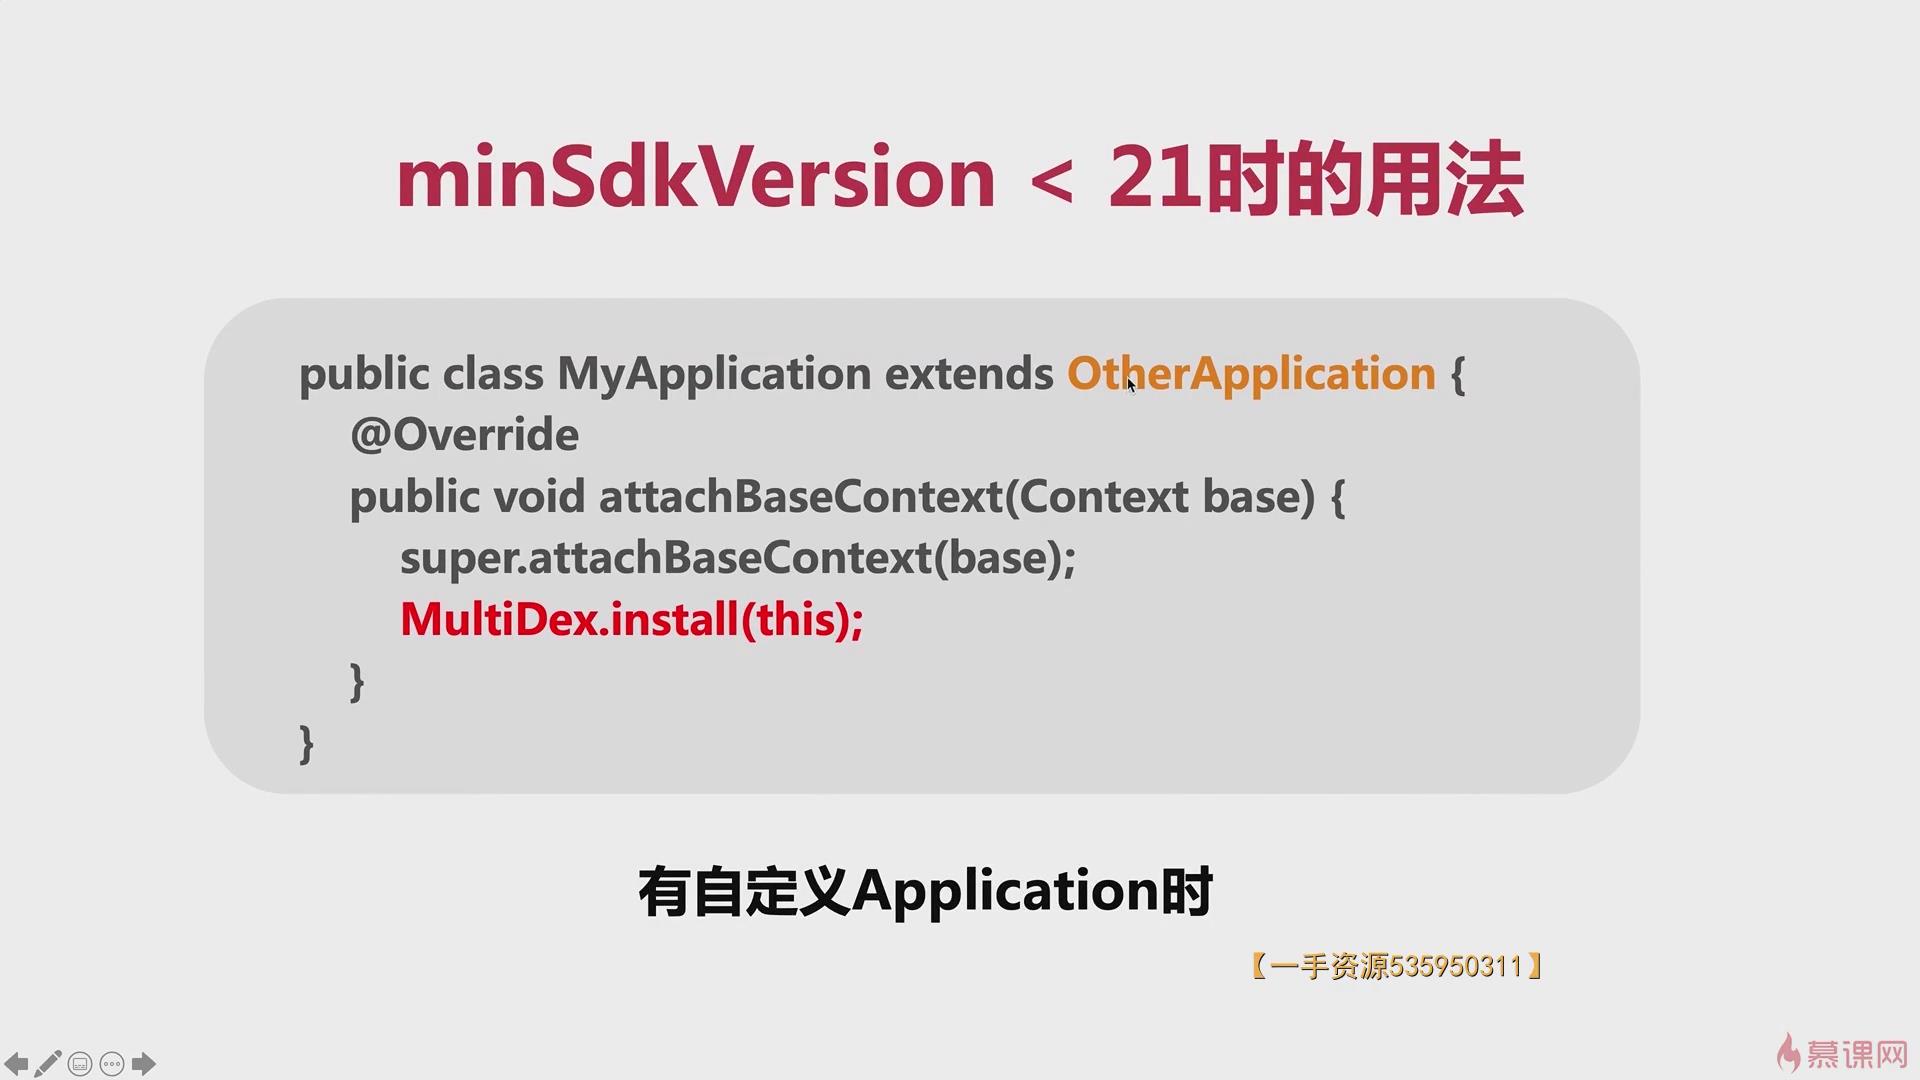 minSdkVersion < 21时的用法
public class MyApplication extends OtherApplication {
@Override
public void attachBaseContext(Context base) {
super.attachBaseContext(base);
MultiDex.install(this);
}
}
有自定义Application时
【一手资源535950311】
慕课网